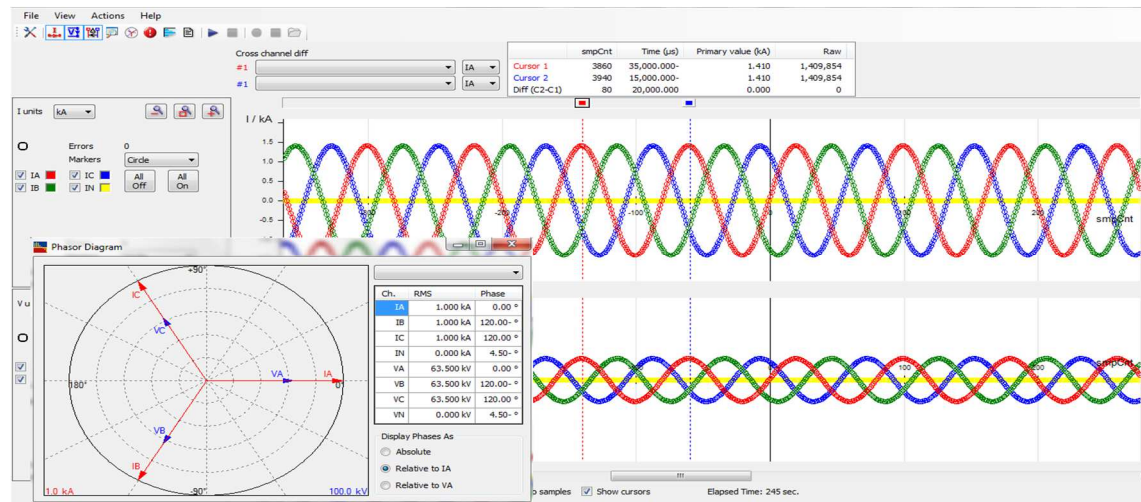 File View Actions Help
Cross channel diff
#1 IA
#1 IA
smpCnt Time (µs) Primary value (kA) Raw
Cursor 1 3860 35,000.000- 1.410 1,409,854
Cursor 2 3940 15,000.000- 1.410 1,409,854
Diff (C2-C1) 80 20,000.000 0.000 0
I units kA
Errors 0
Markers Circle
IA IC
IB IN
All Off
All On
I / kA
1.5
1.0
0.5
0.0
-0.5
-200
-100
0
100
200
smpCnt
Phasor Diagram
+90°
180°
0°
-90°
IC
VC
VA
IA
VB
IB
1.0 kA
100.0 kV
Ch. RMS Phase
IA 1.000 kA 0.00 °
IB 1.000 kA 120.00- °
IC 1.000 kA 120.00 °
IN 0.000 kA 4.50- °
VA 63.500 kV 0.00 °
VB 63.500 kV 120.00- °
VC 63.500 kV 120.00 °
VN 0.000 kV 4.50- °
Display Phases As
Absolute
Relative to IA
Relative to VA
V u
100
smpCnt
samples Show cursors Elapsed Time: 245 sec.